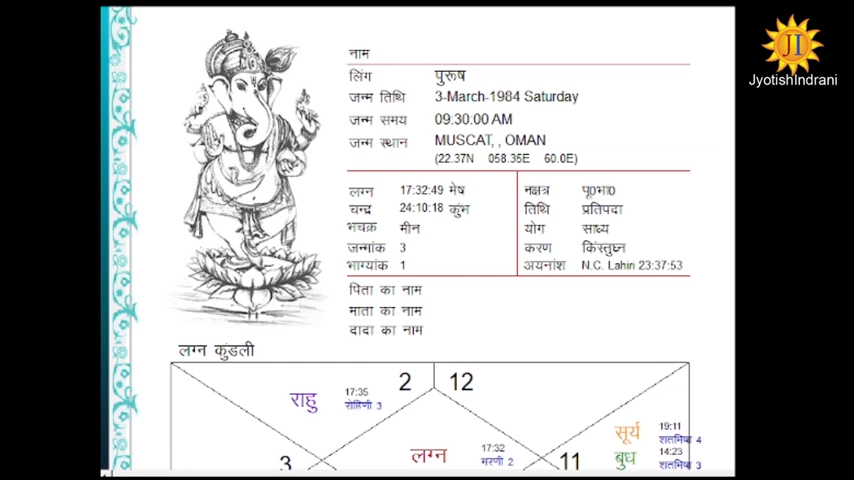 JI
JyotishIndrani
नाम
लिंग पुरूष
जन्म तिथि 3-March-1984 Saturday
जन्म समय 09:30:00 AM
जन्म स्थान MUSCAT, , OMAN
(22.37N 058.35E 60.0E)
लग्न 17:32:49 मेष
चन्द्र 24:10:18 कुंभ
भचक्र मीन
जन्मांक 3
भाग्यांक 1
नक्षत्र पू0भा0
तिथि प्रतिपदा
योग साध्य
करण किंस्तुघ्न
अयनांश N.C. Lahiri 23:37:53
पिता का नाम
माता का नाम
दादा का नाम
लग्न कुंडली
2 12
राहु 17:35
रोहिणी 3
सूर्य 19:11
शतभिषा 4
3
लग्न 17:32
भरणी 2
11
बुध 14:23
शतभिषा 3